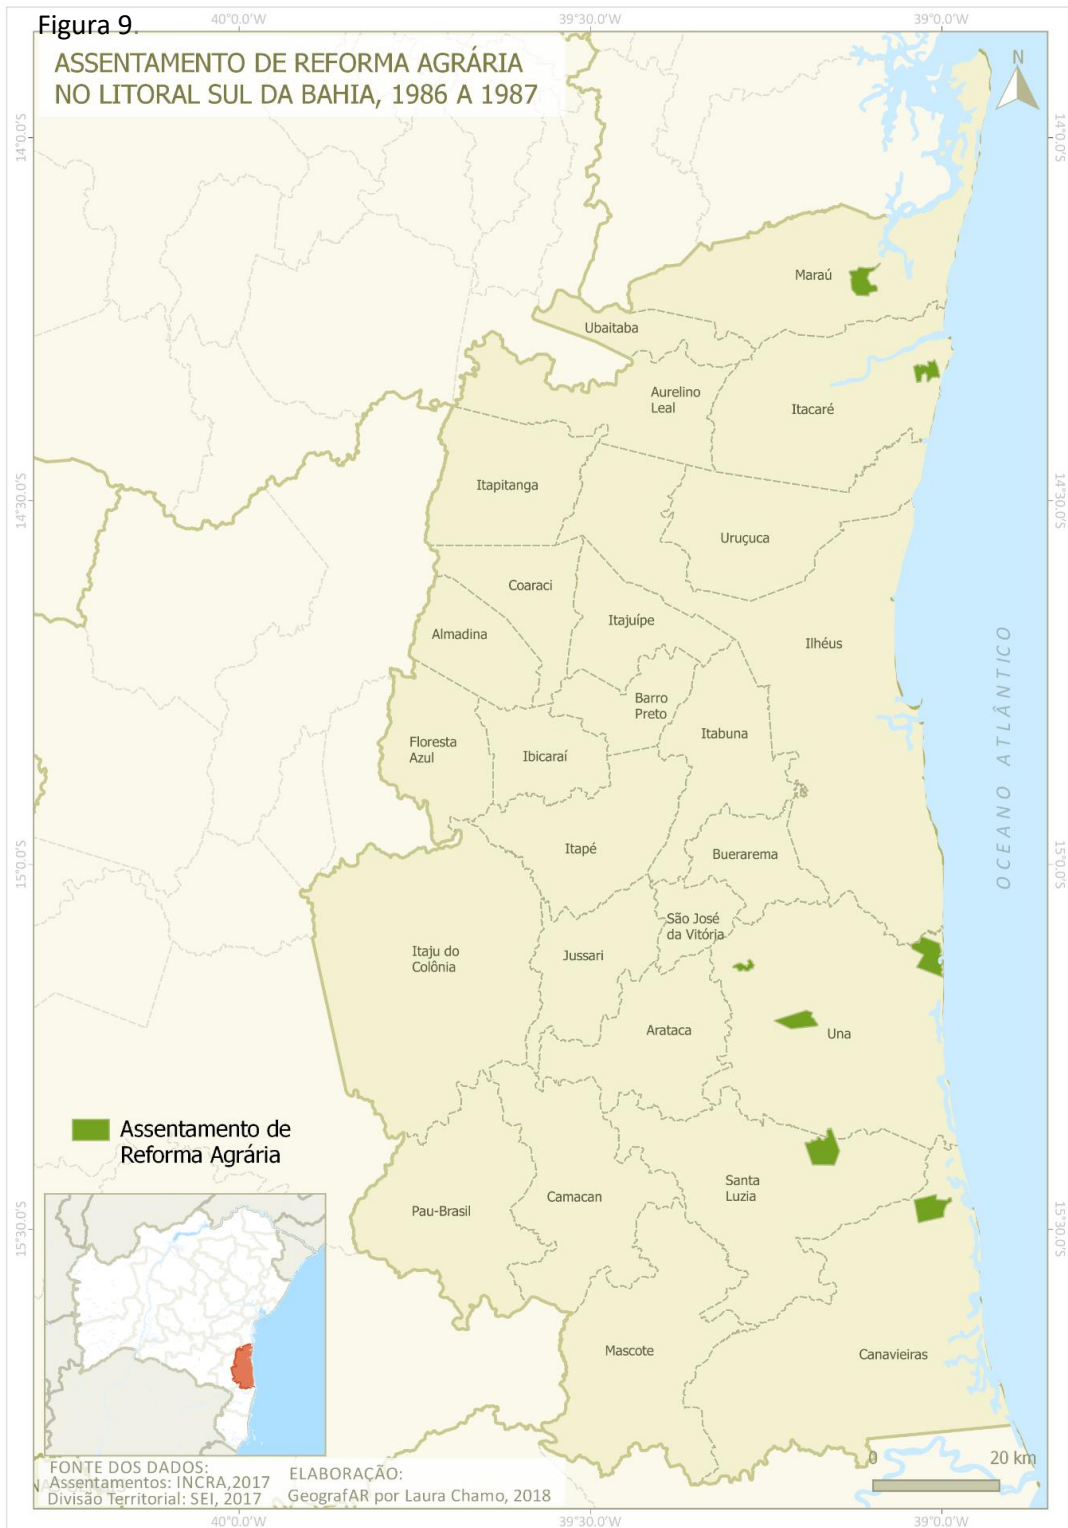 Figura 9.
40°0.0'W
39°30.0'W
39°0.0'W
ASSENTAMENTO DE REFORMA AGRÁRIA
NO LITORAL SUL DA BAHIA, 1986 A 1987
N
14°0.0'S
14°0.0'S
Maraú
Ubaitaba
Aurelino
Leal
Itacaré
Itapitanga
14°30.0'S
14°30.0'S
Uruçuca
Coaraci
Itajuípe
Almadina
Ilhéus
Barro
Preto
Itabuna
Floresta
Azul
Ibicaraí
OCEANO ATLÂNTICO
Itapé
Buerarema
15°0.0'S
15°0.0'S
São José
da Vitória
Itaju do
Colônia
Jussari
Arataca
Una
Assentamento de
Reforma Agrária
Santa
Luzia
Camacan
Pau-Brasil
15°30.0'S
15°30.0'S
Mascote
Canavieiras
0
20 km
FONTE DOS DADOS:
Assentamentos: INCRA,2017
Divisão Territorial: SEI, 2017
ELABORAÇÃO:
GeografAR por Laura Chamo, 2018
40°0.0'W
39°30.0'W
39°0.0'W